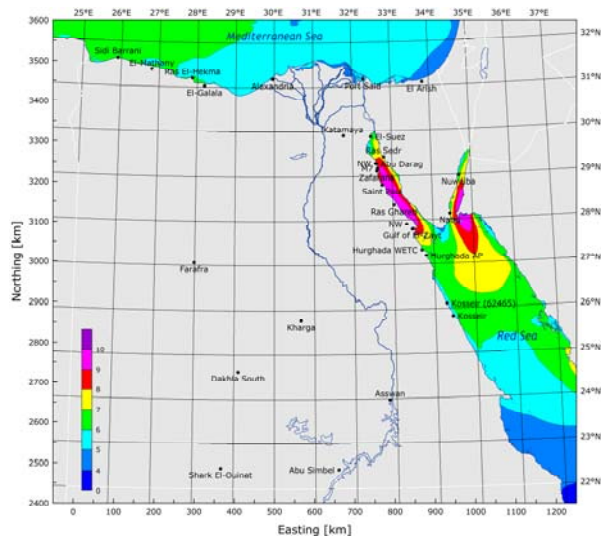 25°E 26°E 27°E 28°E 29°E 30°E 31°E 32°E 33°E 34°E 35°E 36°E 37°E
3600
3500
3400
3300
3200
3100
3000
2900
2800
2700
2600
2500
2400
Northing [km]
32°N
31°N
30°N
29°N
28°N
27°N
26°N
25°N
24°N
23°N
22°N
Mediterranean Sea
Sidi Barrani
El-Mathany
Ras El-Hekma
El-Galala
Alexandria
Port Said
El Arish
Katamaya
El-Suez
Ras Sedr
NW Abu Darag
M7
Zafarana
Saint Paul
Nuweiba
Ras Ghareb
Nabq
NW
Gulf of El-Zayt
Hurghada WETC
Hurghada AP
Farafra
Kosseir (62465)
Kosseir
Kharga
Red Sea
Dakhla South
Asswan
Shark El-Ouinat
Abu Simbel
10
9
8
7
6
5
4
0
0 100 200 300 400 500 600 700 800 900 1000 1100 1200
Easting [km]